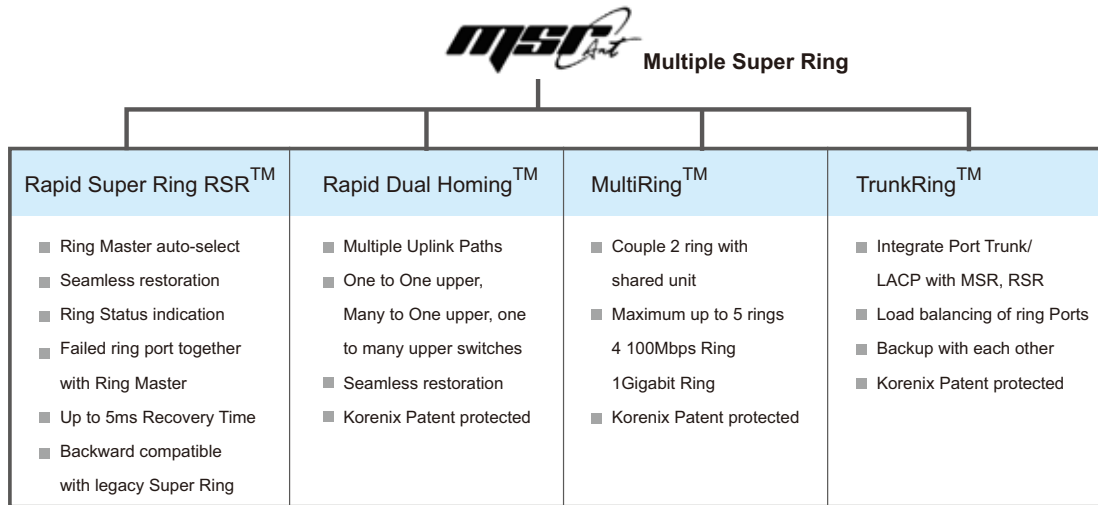 msr Ant Multiple Super Ring
Rapid Super Ring RSR™
Ring Master auto-select
Seamless restoration
Ring Status indication
Failed ring port together
with Ring Master
Up to 5ms Recovery Time
Backward compatible
with legacy Super Ring
Rapid Dual Homing™
Multiple Uplink Paths
One to One upper,
Many to One upper, one
to many upper switches
Seamless restoration
Korenix Patent protected
MultiRing™
Couple 2 ring with
shared unit
Maximum up to 5 rings
4 100Mbps Ring
1Gigabit Ring
Korenix Patent protected
TrunkRing™
Integrate Port Trunk/
LACP with MSR, RSR
Load balancing of ring Ports
Backup with each other
Korenix Patent protected